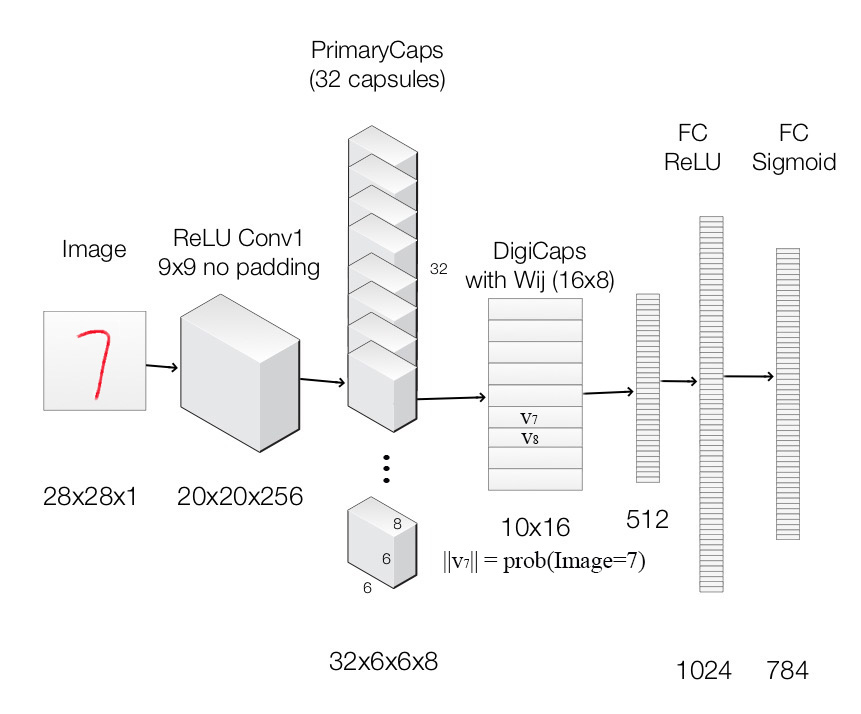 PrimaryCaps
(32 capsules)
FC
ReLU
FC
Sigmoid
Image
ReLU Conv1
9x9 no padding
32
DigiCaps
with Wij (16x8)
7
v7
v8
28x28x1
20x20x256
8
6
6
10x16
512
||v7|| = prob(Image=7)
32x6x6x8
1024
784